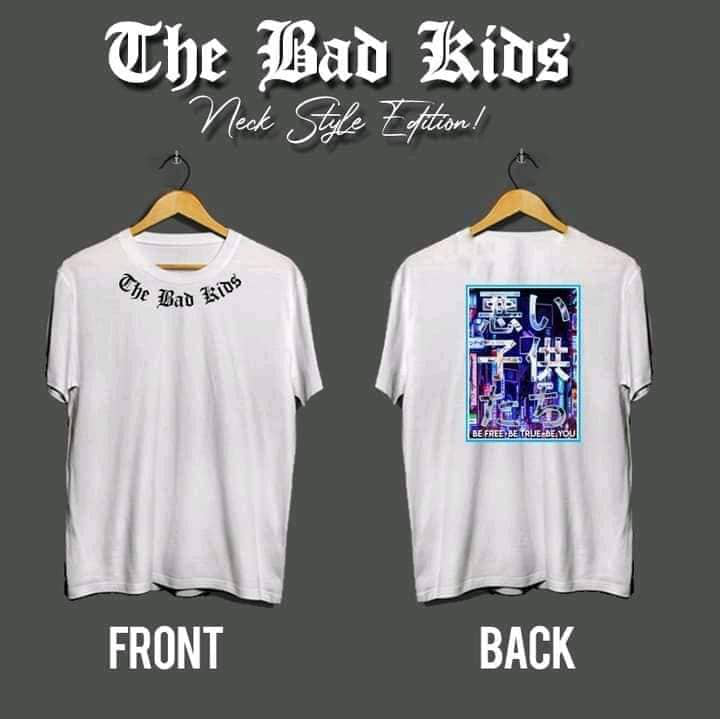 The Bad Kids
Neck Style Edition!
The Bad Kids
悪い
子供
たち
BE FREE•BE TRUE•BE YOU
FRONT
BACK